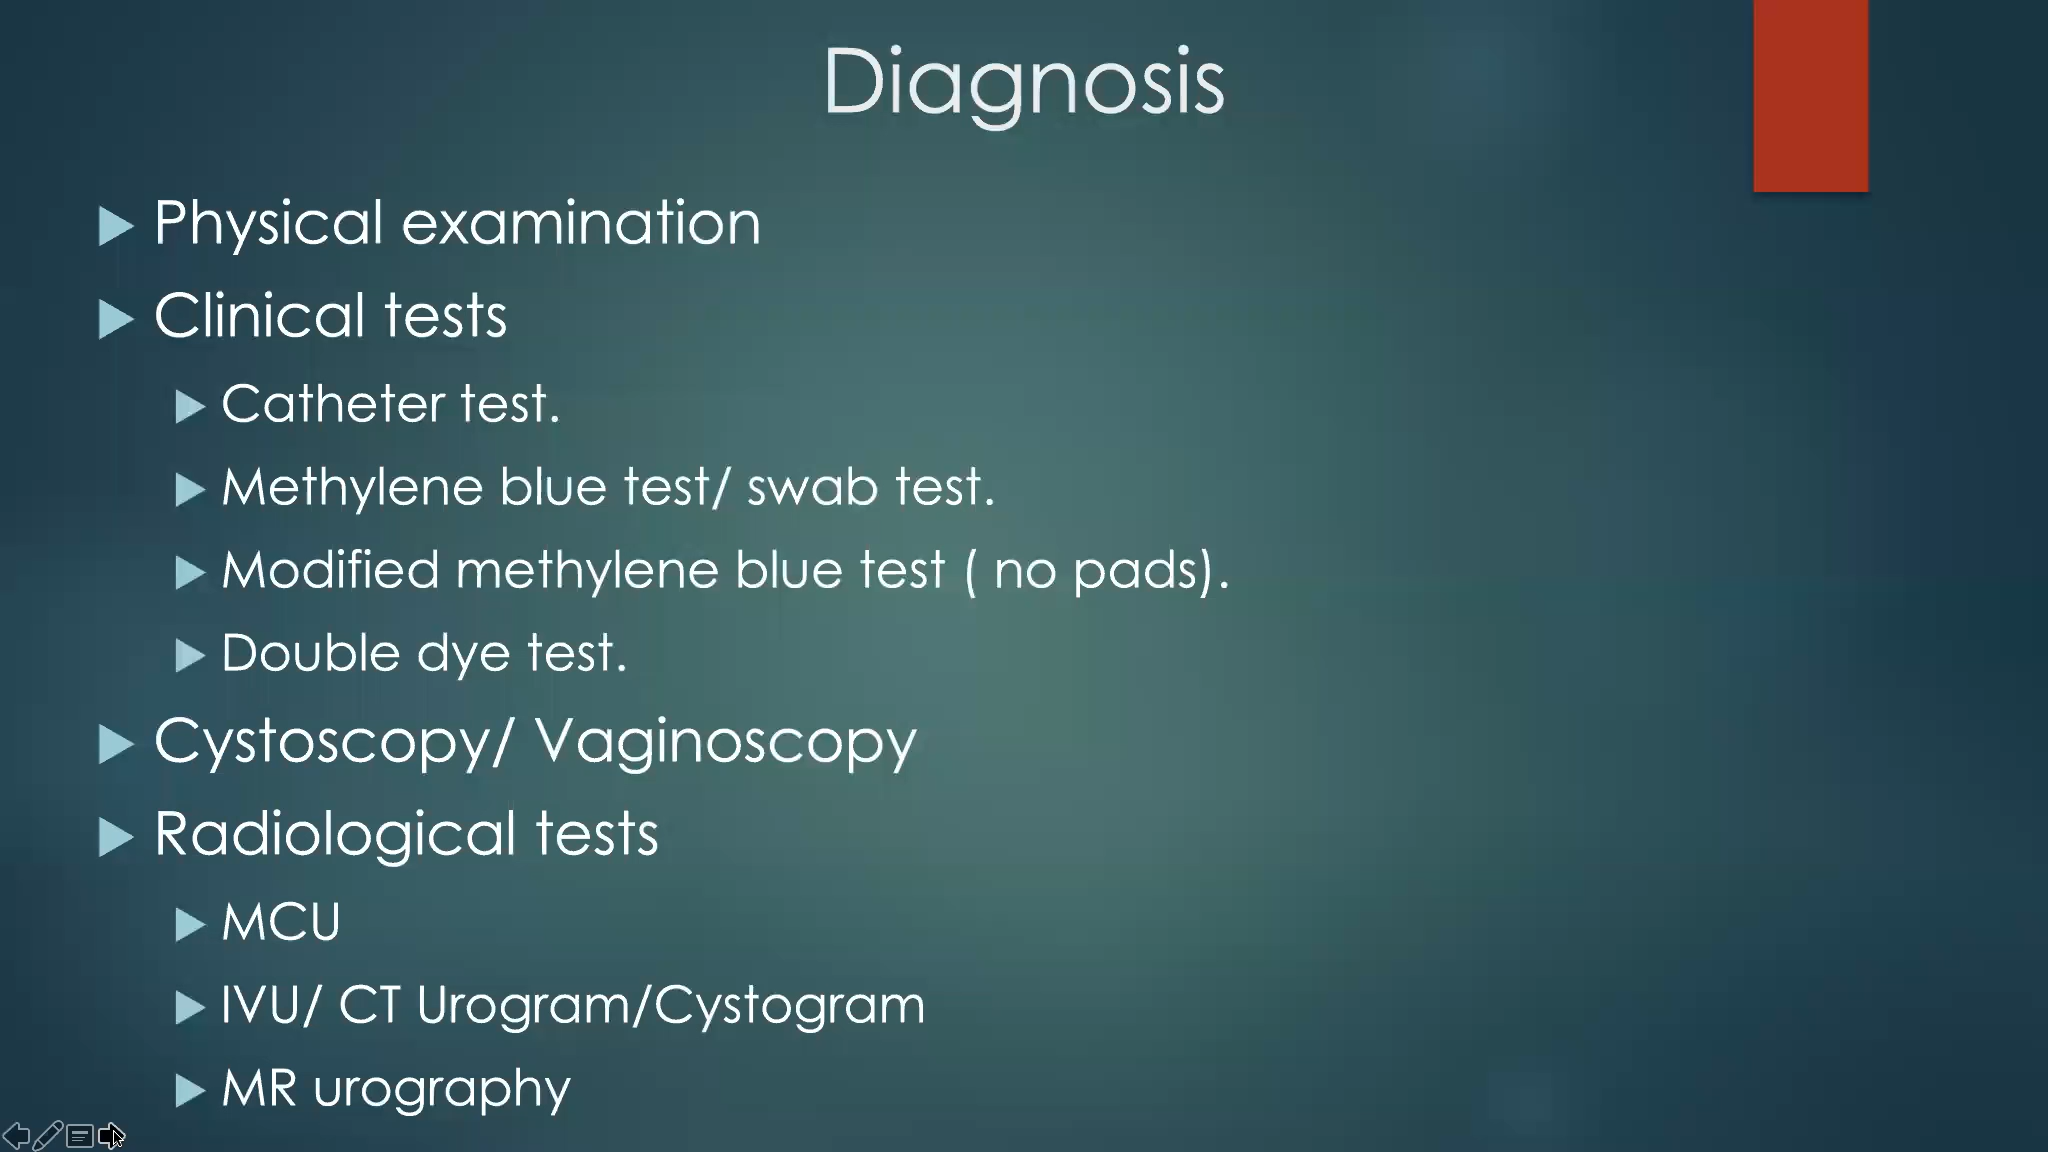 Diagnosis
Physical examination
Clinical tests
Catheter test.
Methylene blue test/ swab test.
Modified methylene blue test ( no pads).
Double dye test.
Cystoscopy/ Vaginoscopy
Radiological tests
MCU
IVU/ CT Urogram/Cystogram
MR urography